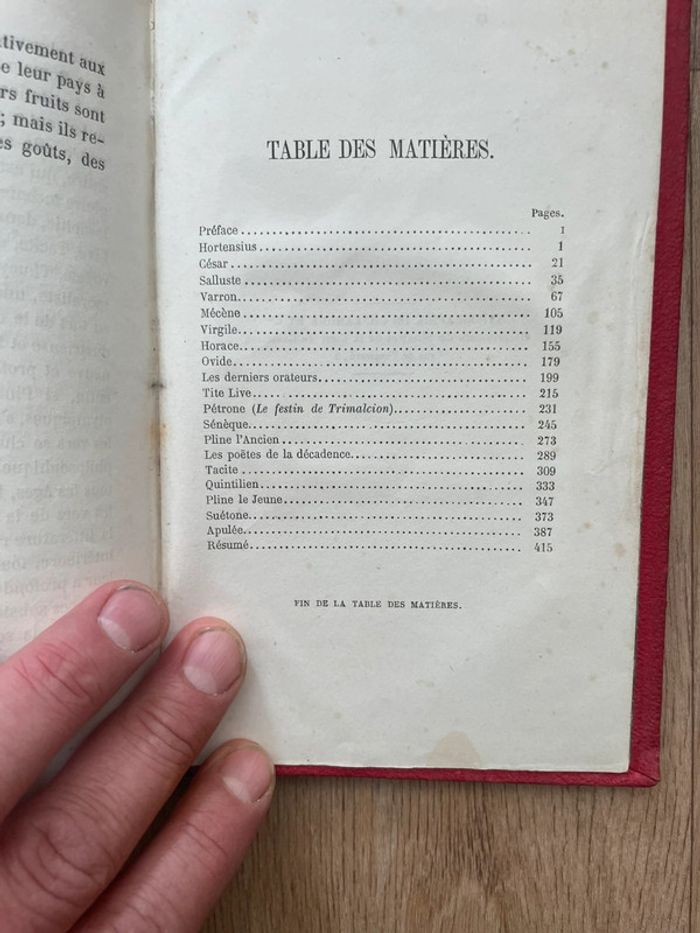 ativement aux
e leur pays à
rs fruits sont
; mais ils re-
es goûts, des
TABLE DES MATIÈRES.
Pages.
Préface ........ I
Hortensius ........ 1
César ........ 21
Salluste ........ 35
Varron ........ 67
Mécène ........ 105
Virgile ........ 119
Horace ........ 155
Ovide ........ 179
Les derniers orateurs ........ 199
Tite Live ........ 215
Pétrone (Le festin de Trimalcion) ........ 231
Sénèque ........ 245
Pline l'Ancien ........ 273
Les poëtes de la décadence ........ 289
Tacite ........ 309
Quintilien ........ 333
Pline le Jeune ........ 347
Suétone ........ 373
Apulée ........ 387
Résumé ........ 415
FIN DE LA TABLE DES MATIÈRES.